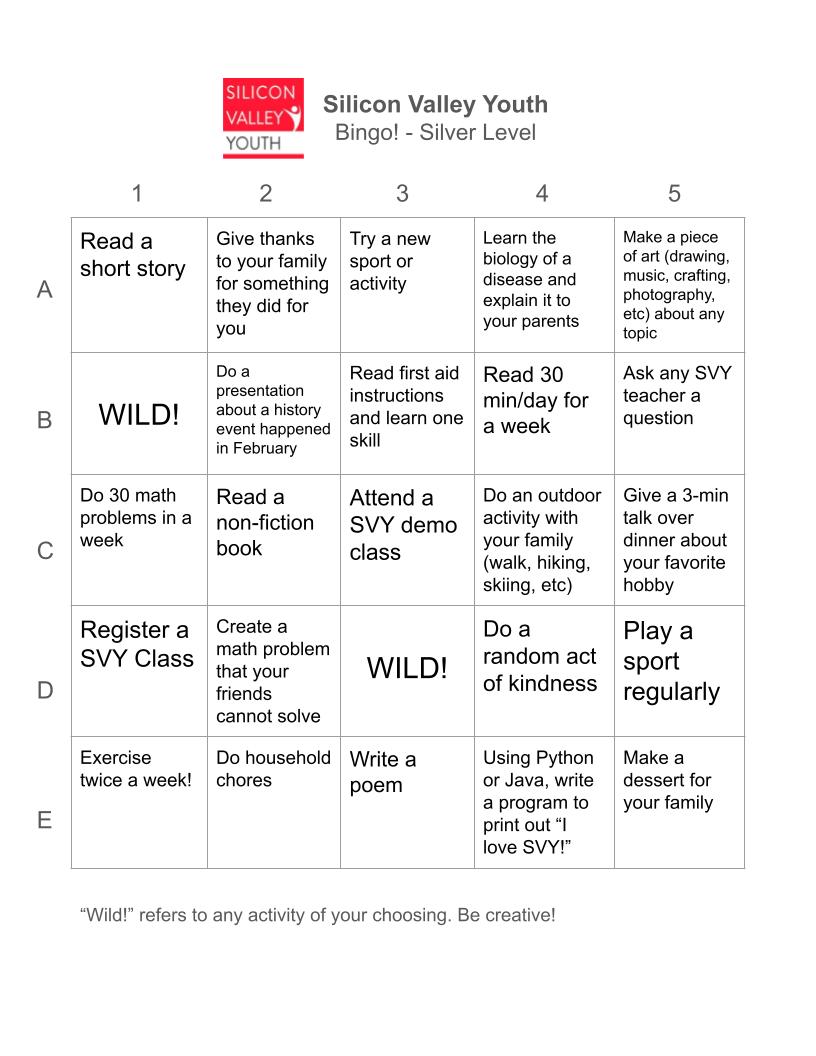 SILICON
VALLEY
YOUTH
Silicon Valley Youth
Bingo! - Silver Level
1 2 3 4 5
A
Read a
short story
Give thanks
to your family
for something
they did for
you
Try a new
sport or
activity
Learn the
biology of a
disease and
explain it to
your parents
Make a piece
of art (drawing,
music, crafting,
photography,
etc) about any
topic
B
WILD!
Do a
presentation
about a history
event happened
in February
Read first aid
instructions
and learn one
skill
Read 30
min/day for
a week
Ask any SVY
teacher a
question
C
Do 30 math
problems in a
week
Read a
non-fiction
book
Attend a
SVY demo
class
Do an outdoor
activity with
your family
(walk, hiking,
skiing, etc)
Give a 3-min
talk over
dinner about
your favorite
hobby
D
Register a
SVY Class
Create a
math problem
that your
friends
cannot solve
WILD!
Do a
random act
of kindness
Play a
sport
regularly
E
Exercise
twice a week!
Do household
chores
Write a
poem
Using Python
or Java, write
a program to
print out “I
love SVY!”
Make a
dessert for
your family
“Wild!” refers to any activity of your choosing. Be creative!